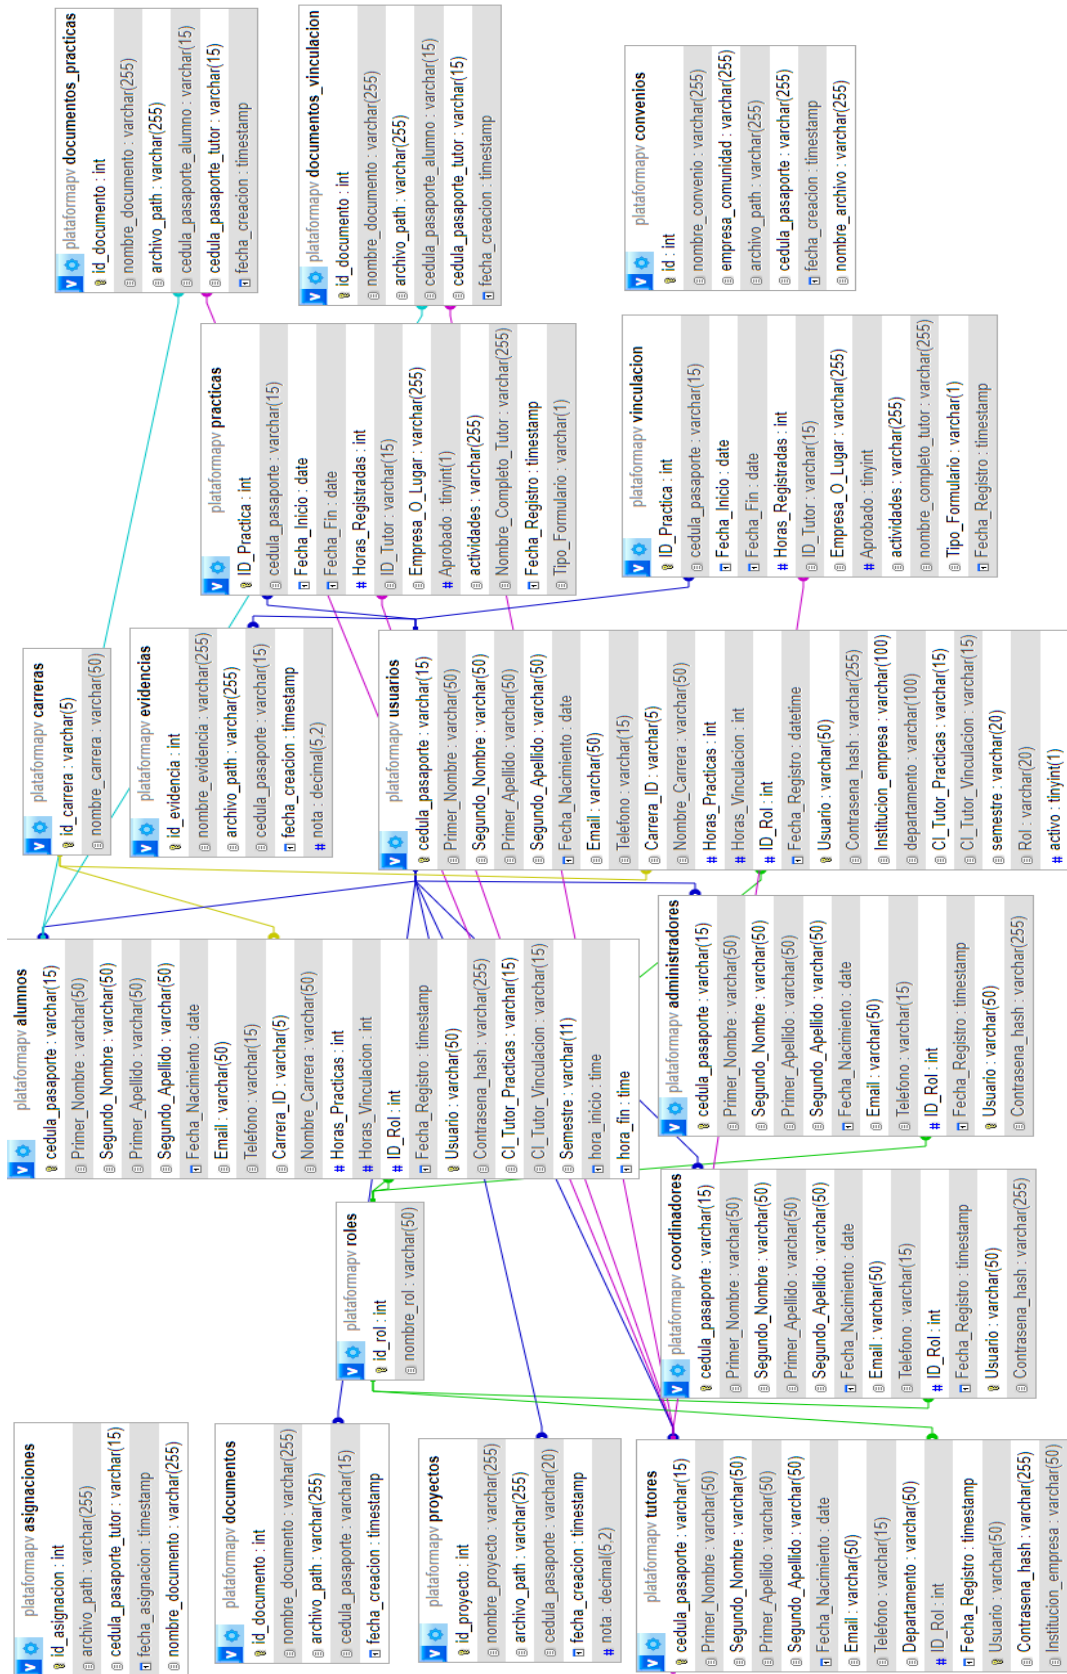 plataformapv asignaciones
id_asignacion : int
archivo_path : varchar(255)
cedula_pasaporte_tutor : varchar(15)
fecha_asignacion : timestamp
nombre_documento : varchar(255)
plataformapv documentos
id_documento : int
nombre_documento : varchar(255)
archivo_path : varchar(255)
cedula_pasaporte : varchar(15)
fecha_creacion : timestamp
plataformapv proyectos
id_proyecto : int
nombre_proyecto : varchar(255)
archivo_path : varchar(255)
cedula_pasaporte : varchar(20)
fecha_creacion : timestamp
# nota : decimal(5,2)
plataformapv tutores
cedula_pasaporte : varchar(15)
Primer_Nombre : varchar(50)
Segundo_Nombre : varchar(50)
Primer_Apellido : varchar(50)
Segundo_Apellido : varchar(50)
Fecha_Nacimiento : date
Email : varchar(50)
Telefono : varchar(15)
Departamento : varchar(50)
# ID_Rol : int
Fecha_Registro : timestamp
Usuario : varchar(50)
Contrasena_hash : varchar(255)
Institucion_empresa : varchar(50)
plataformapv roles
id_rol : int
nombre_rol : varchar(50)
plataformapv coordinadores
cedula_pasaporte : varchar(15)
Primer_Nombre : varchar(50)
Segundo_Nombre : varchar(50)
Primer_Apellido : varchar(50)
Segundo_Apellido : varchar(50)
Fecha_Nacimiento : date
Email : varchar(50)
Telefono : varchar(15)
# ID_Rol : int
Fecha_Registro : timestamp
Usuario : varchar(50)
Contrasena_hash : varchar(255)
plataformapv alumnos
cedula_pasaporte : varchar(15)
Primer_Nombre : varchar(50)
Segundo_Nombre : varchar(50)
Primer_Apellido : varchar(50)
Segundo_Apellido : varchar(50)
Fecha_Nacimiento : date
Email : varchar(50)
Telefono : varchar(15)
Carrera_ID : varchar(5)
Nombre_Carrera : varchar(50)
# Horas_Practicas : int
# Horas_Vinculacion : int
# ID_Rol : int
Fecha_Registro : timestamp
Usuario : varchar(50)
Contrasena_hash : varchar(255)
CI_Tutor_Practicas : varchar(15)
CI_Tutor_Vinculacion : varchar(15)
Semestre : varchar(11)
hora_inicio : time
hora_fin : time
plataformapv administradores
cedula_pasaporte : varchar(15)
Primer_Nombre : varchar(50)
Segundo_Nombre : varchar(50)
Primer_Apellido : varchar(50)
Segundo_Apellido : varchar(50)
Fecha_Nacimiento : date
Email : varchar(50)
Telefono : varchar(15)
# ID_Rol : int
Fecha_Registro : timestamp
Usuario : varchar(50)
Contrasena_hash : varchar(255)
plataformapv carreras
id_carrera : varchar(5)
nombre_carrera : varchar(50)
plataformapv evidencias
id_evidencia : int
nombre_evidencia : varchar(255)
archivo_path : varchar(255)
cedula_pasaporte : varchar(15)
fecha_creacion : timestamp
# nota : decimal(5,2)
plataformapv usuarios
cedula_pasaporte : varchar(15)
Primer_Nombre : varchar(50)
Segundo_Nombre : varchar(50)
Primer_Apellido : varchar(50)
Segundo_Apellido : varchar(50)
Fecha_Nacimiento : date
Email : varchar(50)
Telefono : varchar(15)
Carrera_ID : varchar(5)
Nombre_Carrera : varchar(50)
# Horas_Practicas : int
# Horas_Vinculacion : int
# ID_Rol : int
Fecha_Registro : datetime
Usuario : varchar(50)
Contrasena_hash : varchar(255)
Institucion_empresa : varchar(100)
departamento : varchar(100)
CI_Tutor_Practicas : varchar(15)
CI_Tutor_Vinculacion : varchar(15)
semestre : varchar(20)
Rol : varchar(20)
# activo : tinyint(1)
plataformapv practicas
ID_Practica : int
cedula_pasaporte : varchar(15)
Fecha_Inicio : date
Fecha_Fin : date
# Horas_Registradas : int
ID_Tutor : varchar(15)
Empresa_O_Lugar : varchar(255)
# Aprobado : tinyint(1)
actividades : varchar(255)
Nombre_Completo_Tutor : varchar(255)
Fecha_Registro : timestamp
Tipo_Formulario : varchar(1)
plataformapv vinculacion
ID_Practica : int
cedula_pasaporte : varchar(15)
Fecha_Inicio : date
Fecha_Fin : date
# Horas_Registradas : int
ID_Tutor : varchar(15)
Empresa_O_Lugar : varchar(255)
# Aprobado : tinyint
actividades : varchar(255)
nombre_completo_tutor : varchar(255)
Tipo_Formulario : varchar(1)
Fecha_Registro : timestamp
plataformapv documentos_practicas
id_documento : int
nombre_documento : varchar(255)
archivo_path : varchar(255)
cedula_pasaporte_alumno : varchar(15)
cedula_pasaporte_tutor : varchar(15)
fecha_creacion : timestamp
plataformapv documentos_vinculacion
id_documento : int
nombre_documento : varchar(255)
archivo_path : varchar(255)
cedula_pasaporte_alumno : varchar(15)
cedula_pasaporte_tutor : varchar(15)
fecha_creacion : timestamp
plataformapv convenios
id : int
nombre_convenio : varchar(255)
empresa_comunidad : varchar(255)
archivo_path : varchar(255)
cedula_pasaporte : varchar(255)
fecha_creacion : timestamp
nombre_archivo : varchar(255)